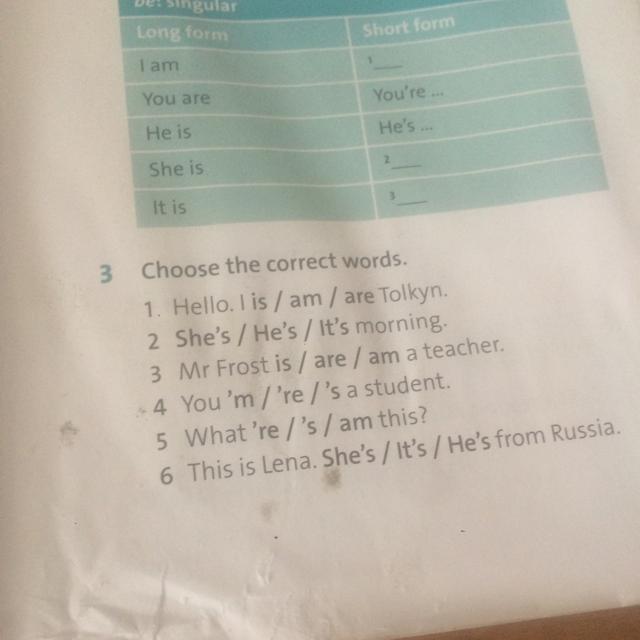 be: singular
Long form Short form
I am ¹___
You are You're ...
He is He's ...
She is ²___
It is ³___
3 Choose the correct words.
1. Hello. I is / am / are Tolkyn.
2 She's / He's / It's morning.
3 Mr Frost is / are / am a teacher.
4 You 'm / 're / 's a student.
5 What 're / 's / am this?
6 This is Lena. She's / It's / He's from Russia.